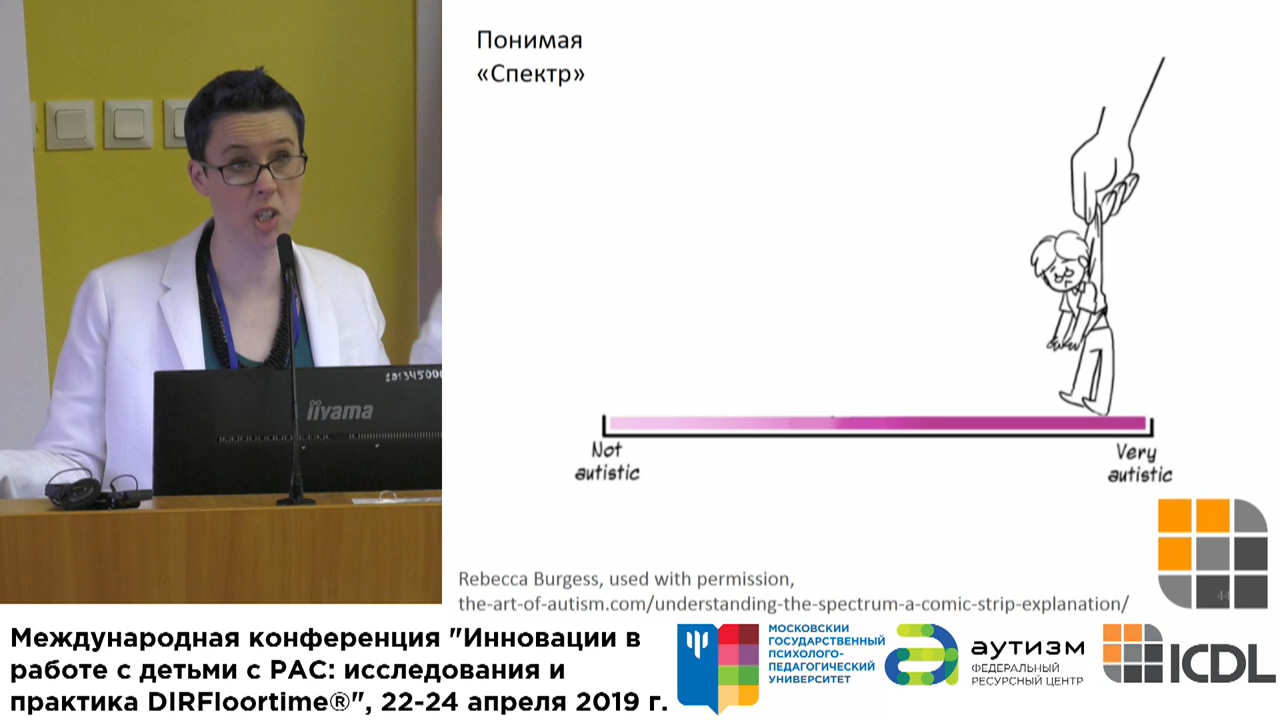 Понимая
«Спектр»
iiyama
Not
autistic
Very
autistic
Rebecca Burgess, used with permission,
the-art-of-autism.com/understanding-the-spectrum-a-comic-strip-explanation/
44
Международная конференция "Инновации в
работе с детьми с РАС: исследования и
практика DIRFloortime®", 22-24 апреля 2019 г.
МОСКОВСКИЙ
ГОСУДАРСТВЕННЫЙ
ПСИХОЛОГО-
ПЕДАГОГИЧЕСКИЙ
УНИВЕРСИТЕТ
аутизм
ФЕДЕРАЛЬНЫЙ
РЕСУРСНЫЙ ЦЕНТР
ICDL